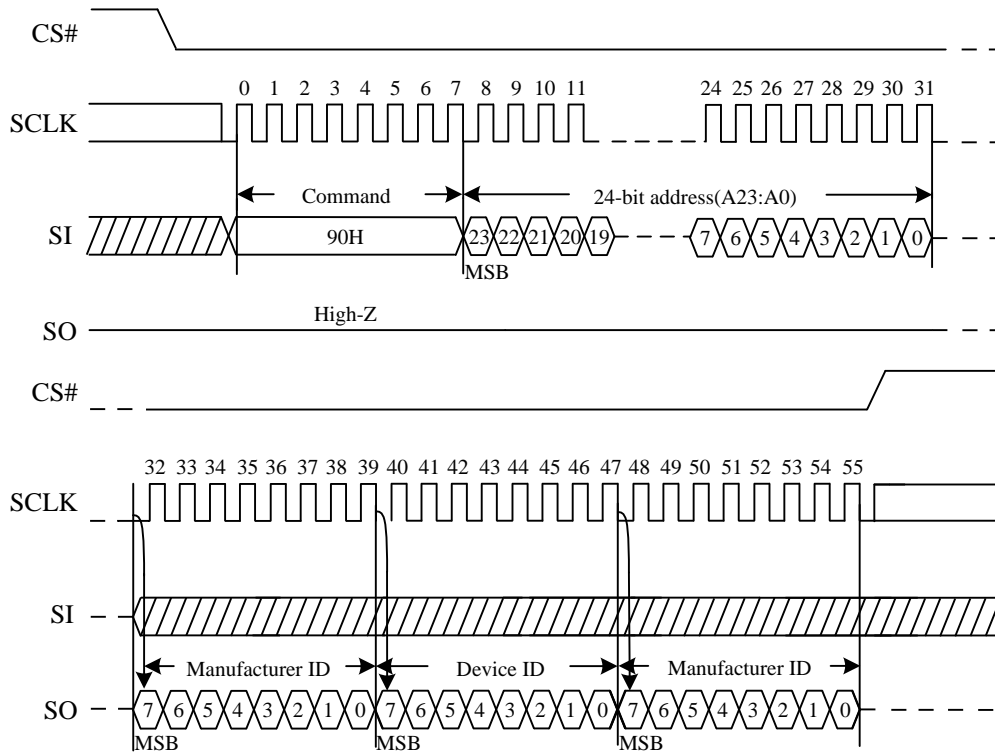 CS#
0 1 2 3 4 5 6 7 8 9 10 11 24 25 26 27 28 29 30 31
SCLK
Command 24-bit address(A23:A0)
SI 90H 23 22 21 20 19 7 6 5 4 3 2 1 0
MSB
High-Z
SO
CS#
32 33 34 35 36 37 38 39 40 41 42 43 44 45 46 47 48 49 50 51 52 53 54 55
SCLK
SI
Manufacturer ID Device ID Manufacturer ID
SO 7 6 5 4 3 2 1 0 7 6 5 4 3 2 1 0 7 6 5 4 3 2 1 0
MSB MSB MSB